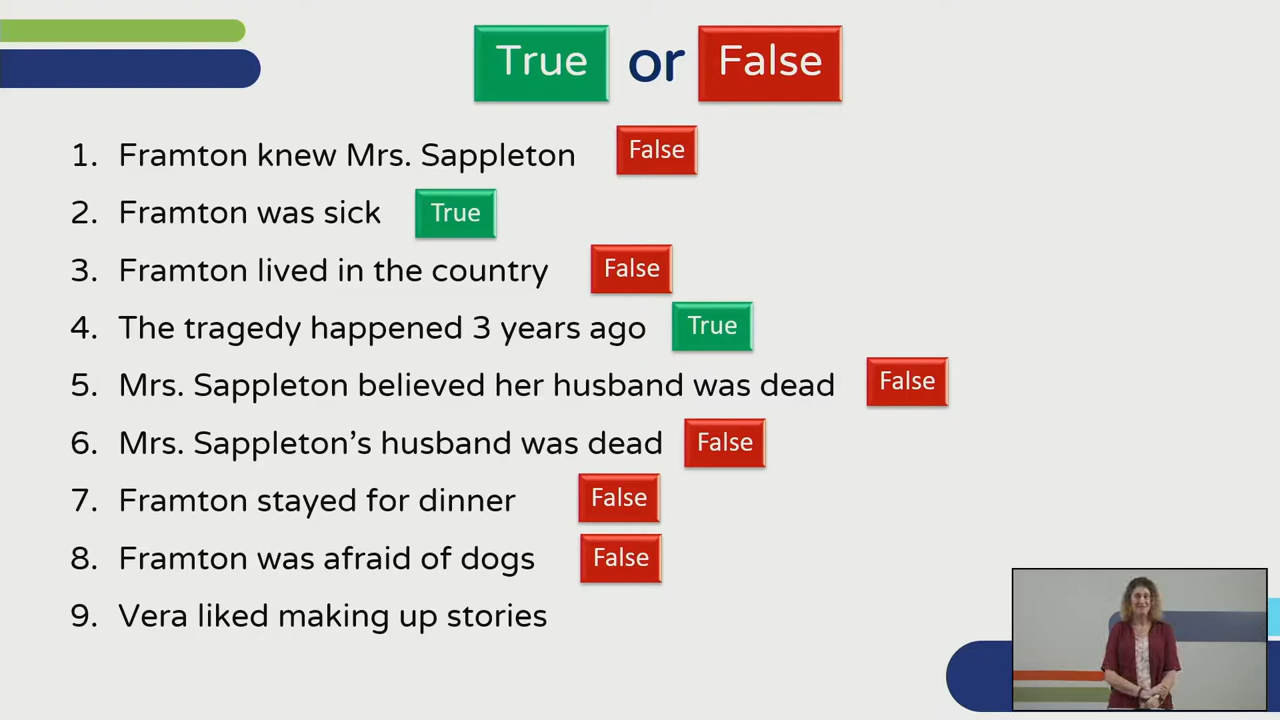 True or False
1. Framton knew Mrs. Sappleton False
2. Framton was sick True
3. Framton lived in the country False
4. The tragedy happened 3 years ago True
5. Mrs. Sappleton believed her husband was dead False
6. Mrs. Sappleton’s husband was dead False
7. Framton stayed for dinner False
8. Framton was afraid of dogs False
9. Vera liked making up stories